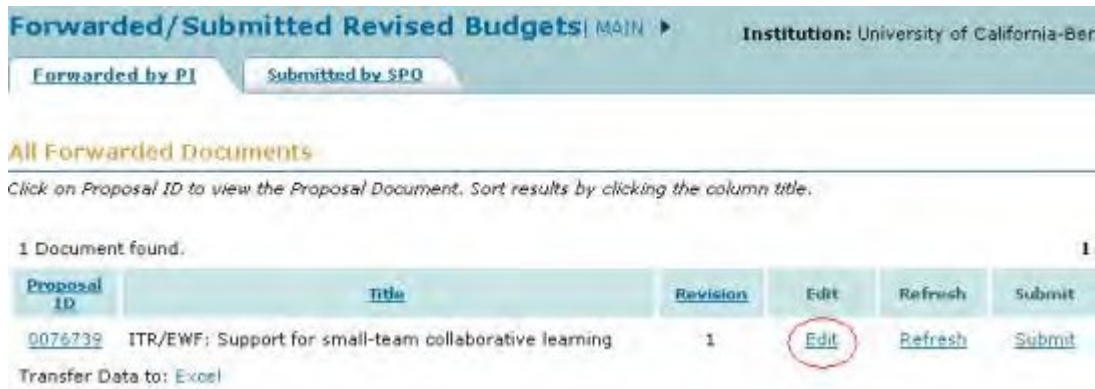 Forwarded/Submitted Revised Budgets| MAIN ▶ Institution: University of California-Ber
Forwarded by PI Submitted by SPO
All Forwarded Documents
Click on Proposal ID to view the Proposal Document. Sort results by clicking the column title.
1 Document found. 1
Proposal ID Title Revision Edit Refresh Submit
0076739 ITR/EWF: Support for small-team collaborative learning 1 Edit Refresh Submit
Transfer Data to: Excel